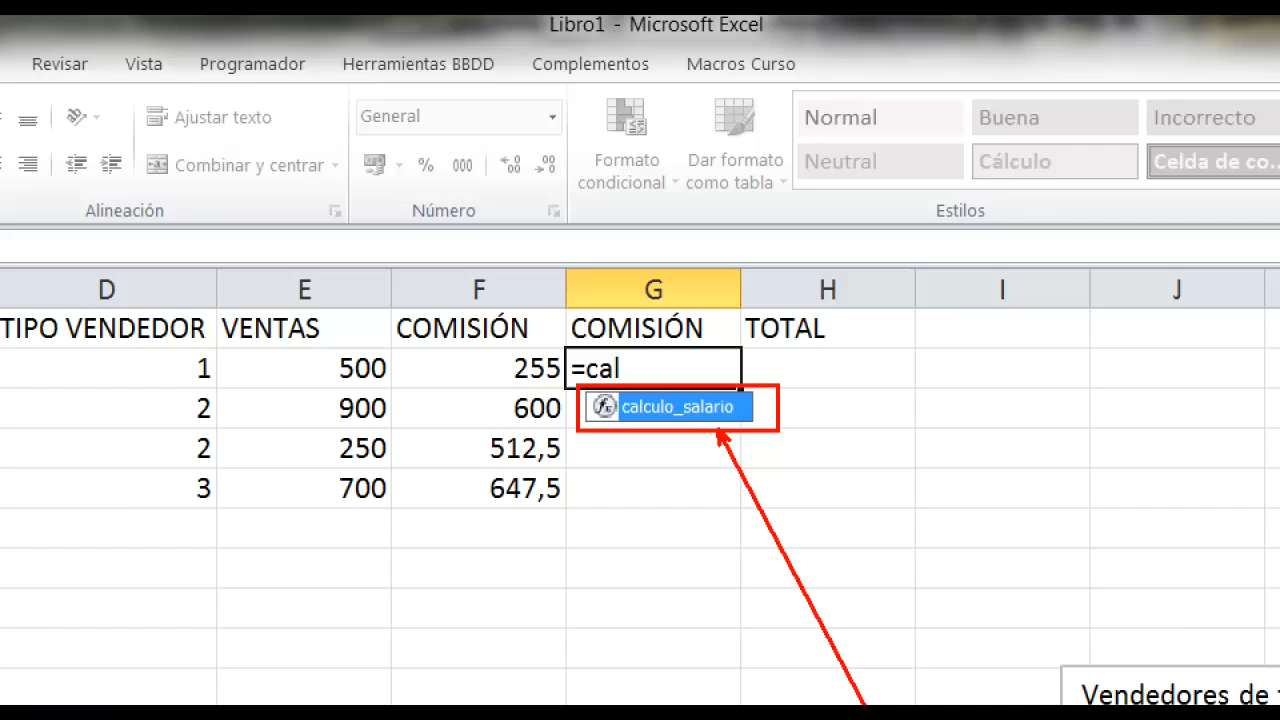 Libro1 - Microsoft Excel
Revisar Vista Programador Herramientas BBDD Complementos Macros Curso
Ajustar texto
Combinar y centrar
Alineación
General
% 000
Número
Formato condicional
Dar formato como tabla
Normal Buena Incorrecto
Neutral Cálculo Celda de co...
Estilos
D E F G H I J
TIPO VENDEDOR VENTAS COMISIÓN COMISIÓN TOTAL
1 500 255 =cal
calculo_salario
2 900 600
2 250 512,5
3 700 647,5
Vendedores de